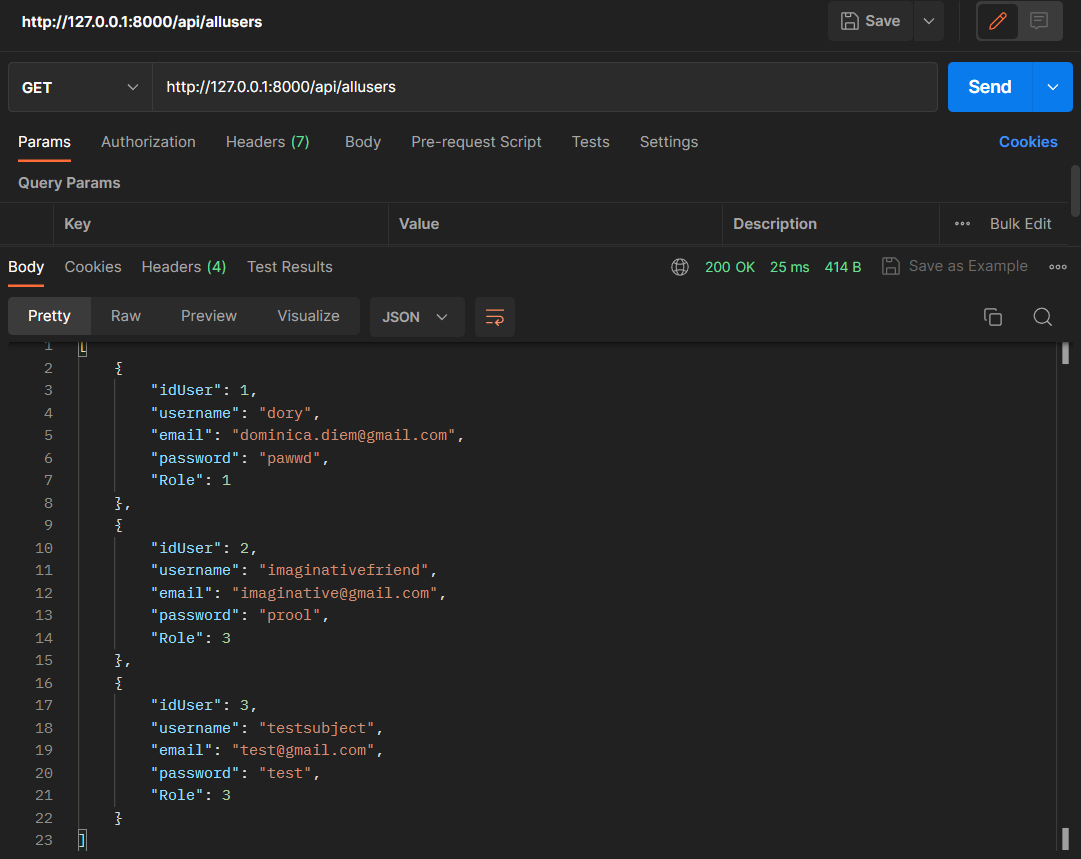 http://127.0.0.1:8000/api/allusers
Save
GET
http://127.0.0.1:8000/api/allusers
Send
Params Authorization Headers (7) Body Pre-request Script Tests Settings Cookies
Query Params
Key Value Description Bulk Edit
Body Cookies Headers (4) Test Results 200 OK 25 ms 414 B Save as Example
Pretty Raw Preview Visualize JSON
1 [
2 {
3 "idUser": 1,
4 "username": "dory",
5 "email": "dominica.diem@gmail.com",
6 "password": "pawwd",
7 "Role": 1
8 },
9 {
10 "idUser": 2,
11 "username": "imaginativefriend",
12 "email": "imaginative@gmail.com",
13 "password": "prool",
14 "Role": 3
15 },
16 {
17 "idUser": 3,
18 "username": "testsubject",
19 "email": "test@gmail.com",
20 "password": "test",
21 "Role": 3
22 }
23 ]